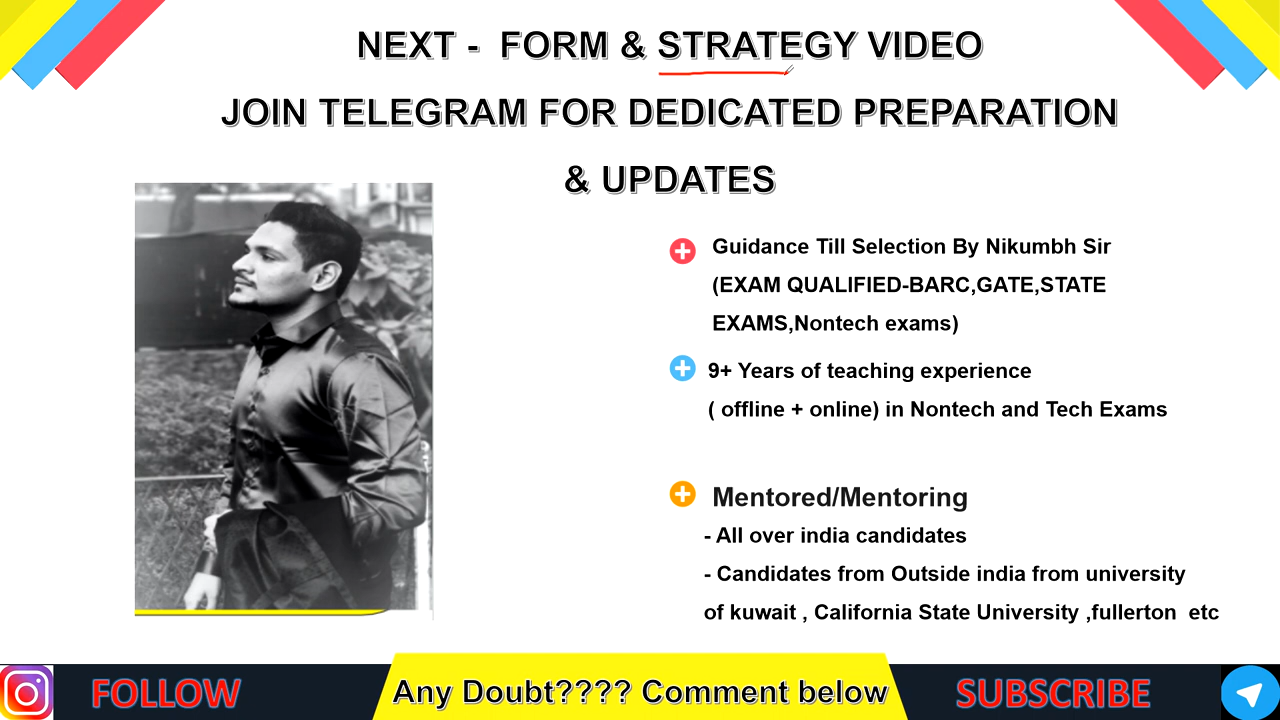 NEXT - FORM & STRATEGY VIDEO
JOIN TELEGRAM FOR DEDICATED PREPARATION
& UPDATES
Guidance Till Selection By Nikumbh Sir
(EXAM QUALIFIED-BARC,GATE,STATE
EXAMS,Nontech exams)
9+ Years of teaching experience
( offline + online) in Nontech and Tech Exams
Mentored/Mentoring
- All over india candidates
- Candidates from Outside india from university
of kuwait , California State University ,fullerton etc
FOLLOW
Any Doubt???? Comment below
SUBSCRIBE